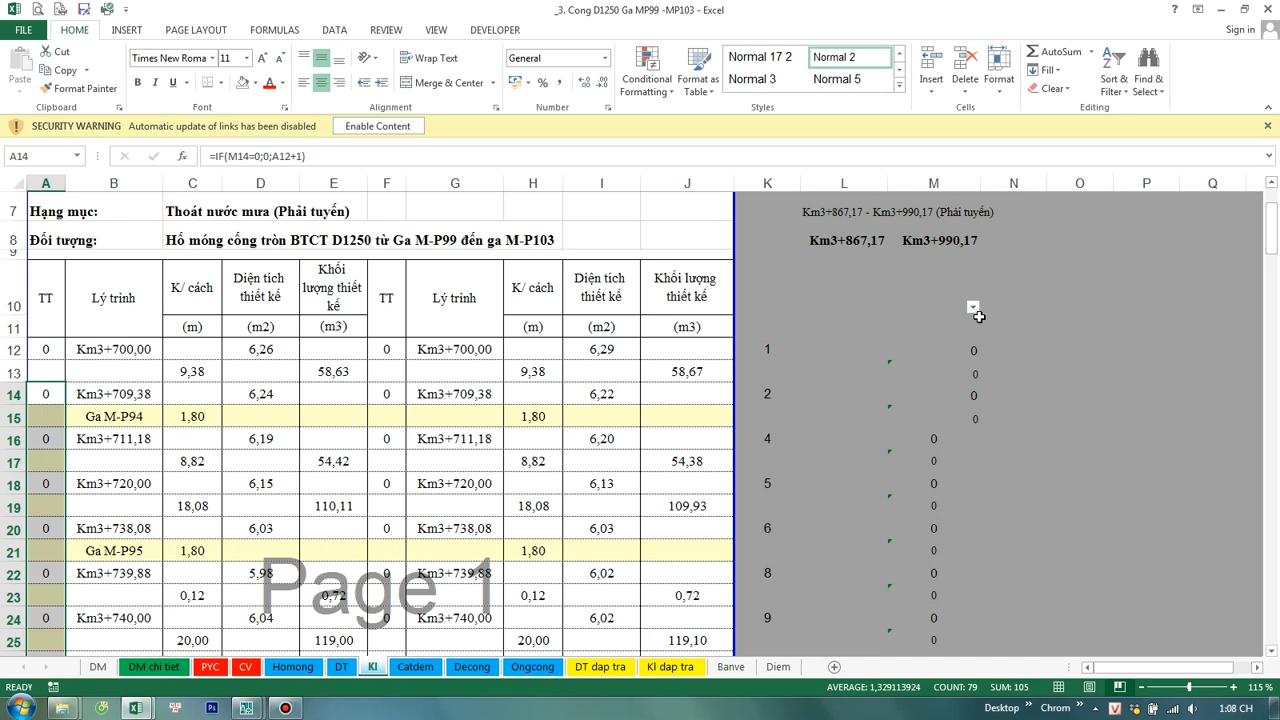 _3. Cong D1250 Ga MP99 -MP103 - Excel
FILE HOME INSERT PAGE LAYOUT FORMULAS DATA REVIEW VIEW DEVELOPER Sign in
Paste Cut Copy Format Painter Clipboard
Times New Roma 11 B I U Font
Wrap Text Merge & Center Alignment
General % Number
Conditional Formatting Format as Table Normal 17 2 Normal 2 Normal 3 Normal 5 Styles
Insert Delete Format Cells
AutoSum Fill Clear Sort & Filter Find & Select Editing
SECURITY WARNING Automatic update of links has been disabled Enable Content
A14 fx =IF(M14=0;0;A12+1)
A B C D E F G H I J K L M N O P Q
7 Hạng mục: Thoát nước mưa (Phải tuyến) Km3+867,17 - Km3+990,17 (Phải tuyến)
8 Đối tượng: Hố móng cống tròn BTCT D1250 từ Ga M-P99 đến ga M-P103 Km3+867,17 Km3+990,17
9
10 TT Lý trình K/ cách Diện tích thiết kế Khối lượng thiết kế TT Lý trình K/ cách Diện tích thiết kế Khối lượng thiết kế
11 (m) (m2) (m3) (m) (m2) (m3)
12 0 Km3+700,00 6,26 0 Km3+700,00 6,29 1 0
13 9,38 58,63 9,38 58,67 0
14 0 Km3+709,38 6,24 0 Km3+709,38 6,22 2 0
15 Ga M-P94 1,80 1,80 0
16 0 Km3+711,18 6,19 0 Km3+711,18 6,20 4 0
17 8,82 54,42 8,82 54,38 0
18 0 Km3+720,00 6,15 0 Km3+720,00 6,13 5 0
19 18,08 110,11 18,08 109,93 0
20 0 Km3+738,08 6,03 0 Km3+738,08 6,03 6 0
21 Ga M-P95 1,80 1,80 0
22 0 Km3+739,88 5,98 0 Km3+739,88 6,02 8 0
23 0,12 0,72 0,12 0,72 0
24 0 Km3+740,00 6,04 0 Km3+740,00 6,02 9 0
25 20,00 119,00 20,00 119,10 0
Page 1
DM DM chi tiet PYC CV Homong DT Kl Catdem Decong Ongcong DT dap tra Kl dap tra Banve Diem
READY AVERAGE: 1,329113924 COUNT: 79 SUM: 105 115 %
Desktop Chrom 1:08 CH